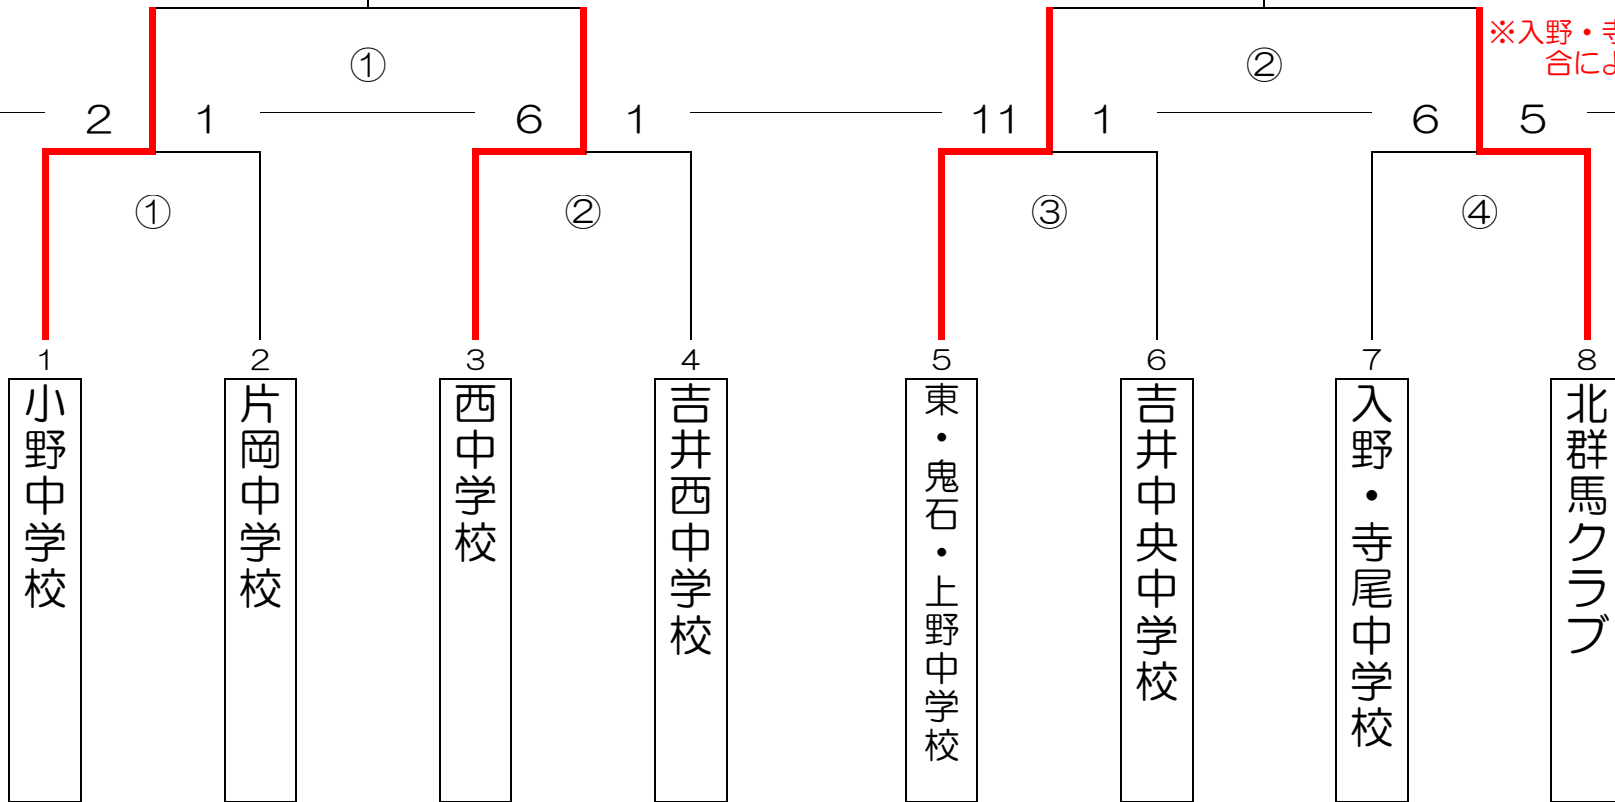 ① ②
※入野・寺
合によ
2 1 6 1 11 1 6 5
① ② ③ ④
1 2 3 4 5 6 7 8
小野中学校
片岡中学校
西中学校
吉井西中学校
東・鬼石・上野中学校
吉井中央中学校
入野・寺尾中学校
北群馬クラブ